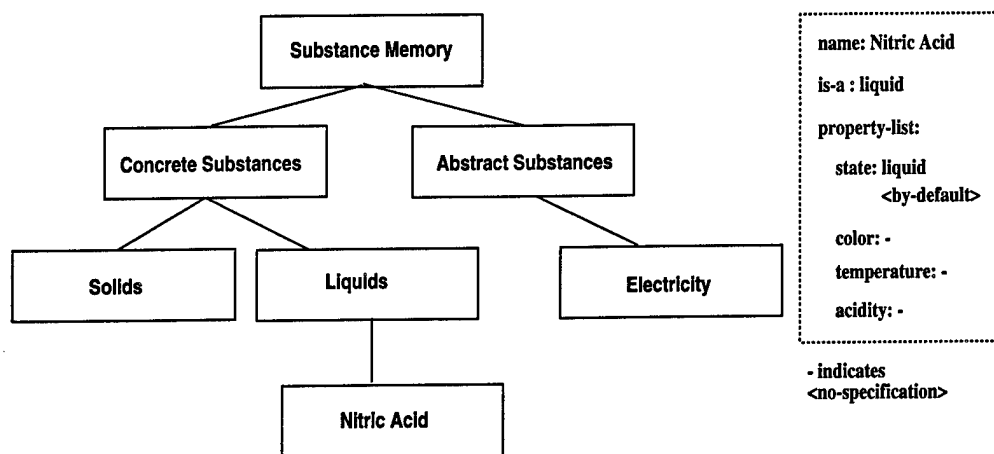 Substance Memory
Concrete Substances
Abstract Substances
Solids
Liquids
Electricity
Nitric Acid
name: Nitric Acid
is-a : liquid
property-list:
state: liquid
<by-default>
color: -
temperature: -
acidity: -
- indicates
<no-specification>